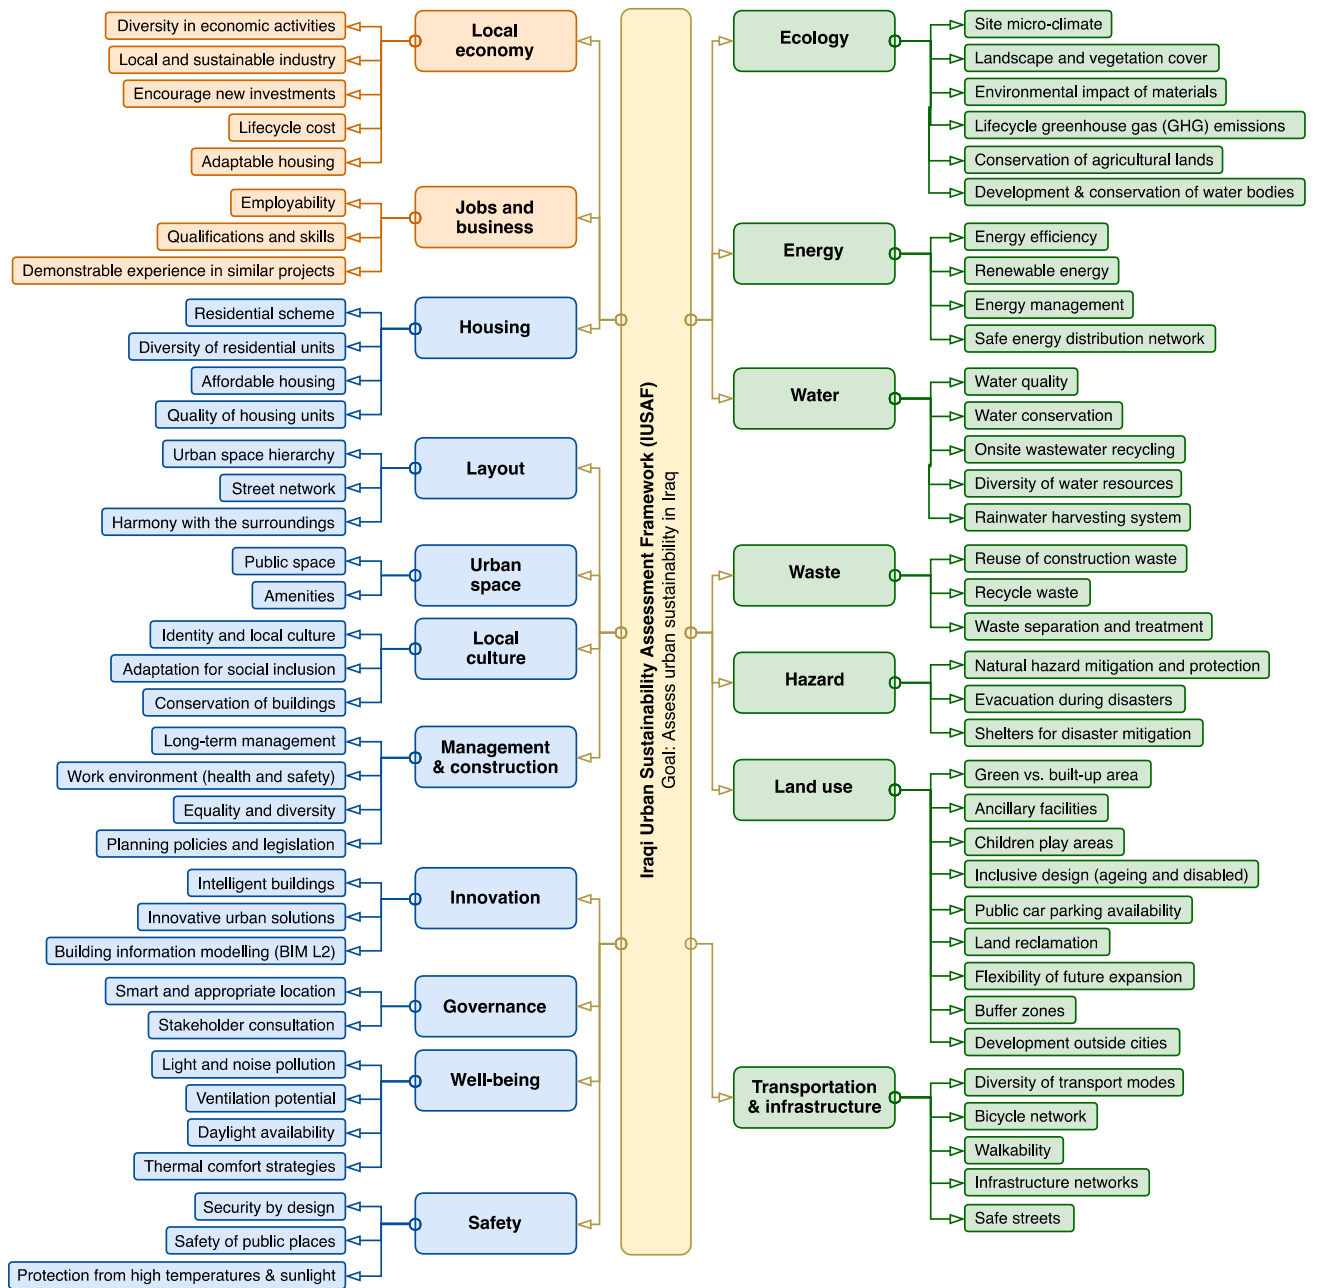 Local
economy
Diversity in economic activities
Local and sustainable industry
Encourage new investments
Lifecycle cost
Adaptable housing
Jobs and
business
Employability
Qualifications and skills
Demonstrable experience in similar projects
Housing
Residential scheme
Diversity of residential units
Affordable housing
Quality of housing units
Layout
Urban space hierarchy
Street network
Harmony with the surroundings
Urban
space
Public space
Amenities
Local
culture
Identity and local culture
Adaptation for social inclusion
Conservation of buildings
Management
& construction
Long-term management
Work environment (health and safety)
Equality and diversity
Planning policies and legislation
Innovation
Intelligent buildings
Innovative urban solutions
Building information modelling (BIM L2)
Governance
Smart and appropriate location
Stakeholder consultation
Well-being
Light and noise pollution
Ventilation potential
Daylight availability
Thermal comfort strategies
Safety
Security by design
Safety of public places
Protection from high temperatures & sunlight
Iraqi Urban Sustainability Assessment Framework (IUSAF)
Goal: Assess urban sustainability in Iraq
Ecology
Site micro-climate
Landscape and vegetation cover
Environmental impact of materials
Lifecycle greenhouse gas (GHG) emissions
Conservation of agricultural lands
Development & conservation of water bodies
Energy
Energy efficiency
Renewable energy
Energy management
Safe energy distribution network
Water
Water quality
Water conservation
Onsite wastewater recycling
Diversity of water resources
Rainwater harvesting system
Waste
Reuse of construction waste
Recycle waste
Waste separation and treatment
Hazard
Natural hazard mitigation and protection
Evacuation during disasters
Shelters for disaster mitigation
Land use
Green vs. built-up area
Ancillary facilities
Children play areas
Inclusive design (ageing and disabled)
Public car parking availability
Land reclamation
Flexibility of future expansion
Buffer zones
Development outside cities
Transportation
& infrastructure
Diversity of transport modes
Bicycle network
Walkability
Infrastructure networks
Safe streets